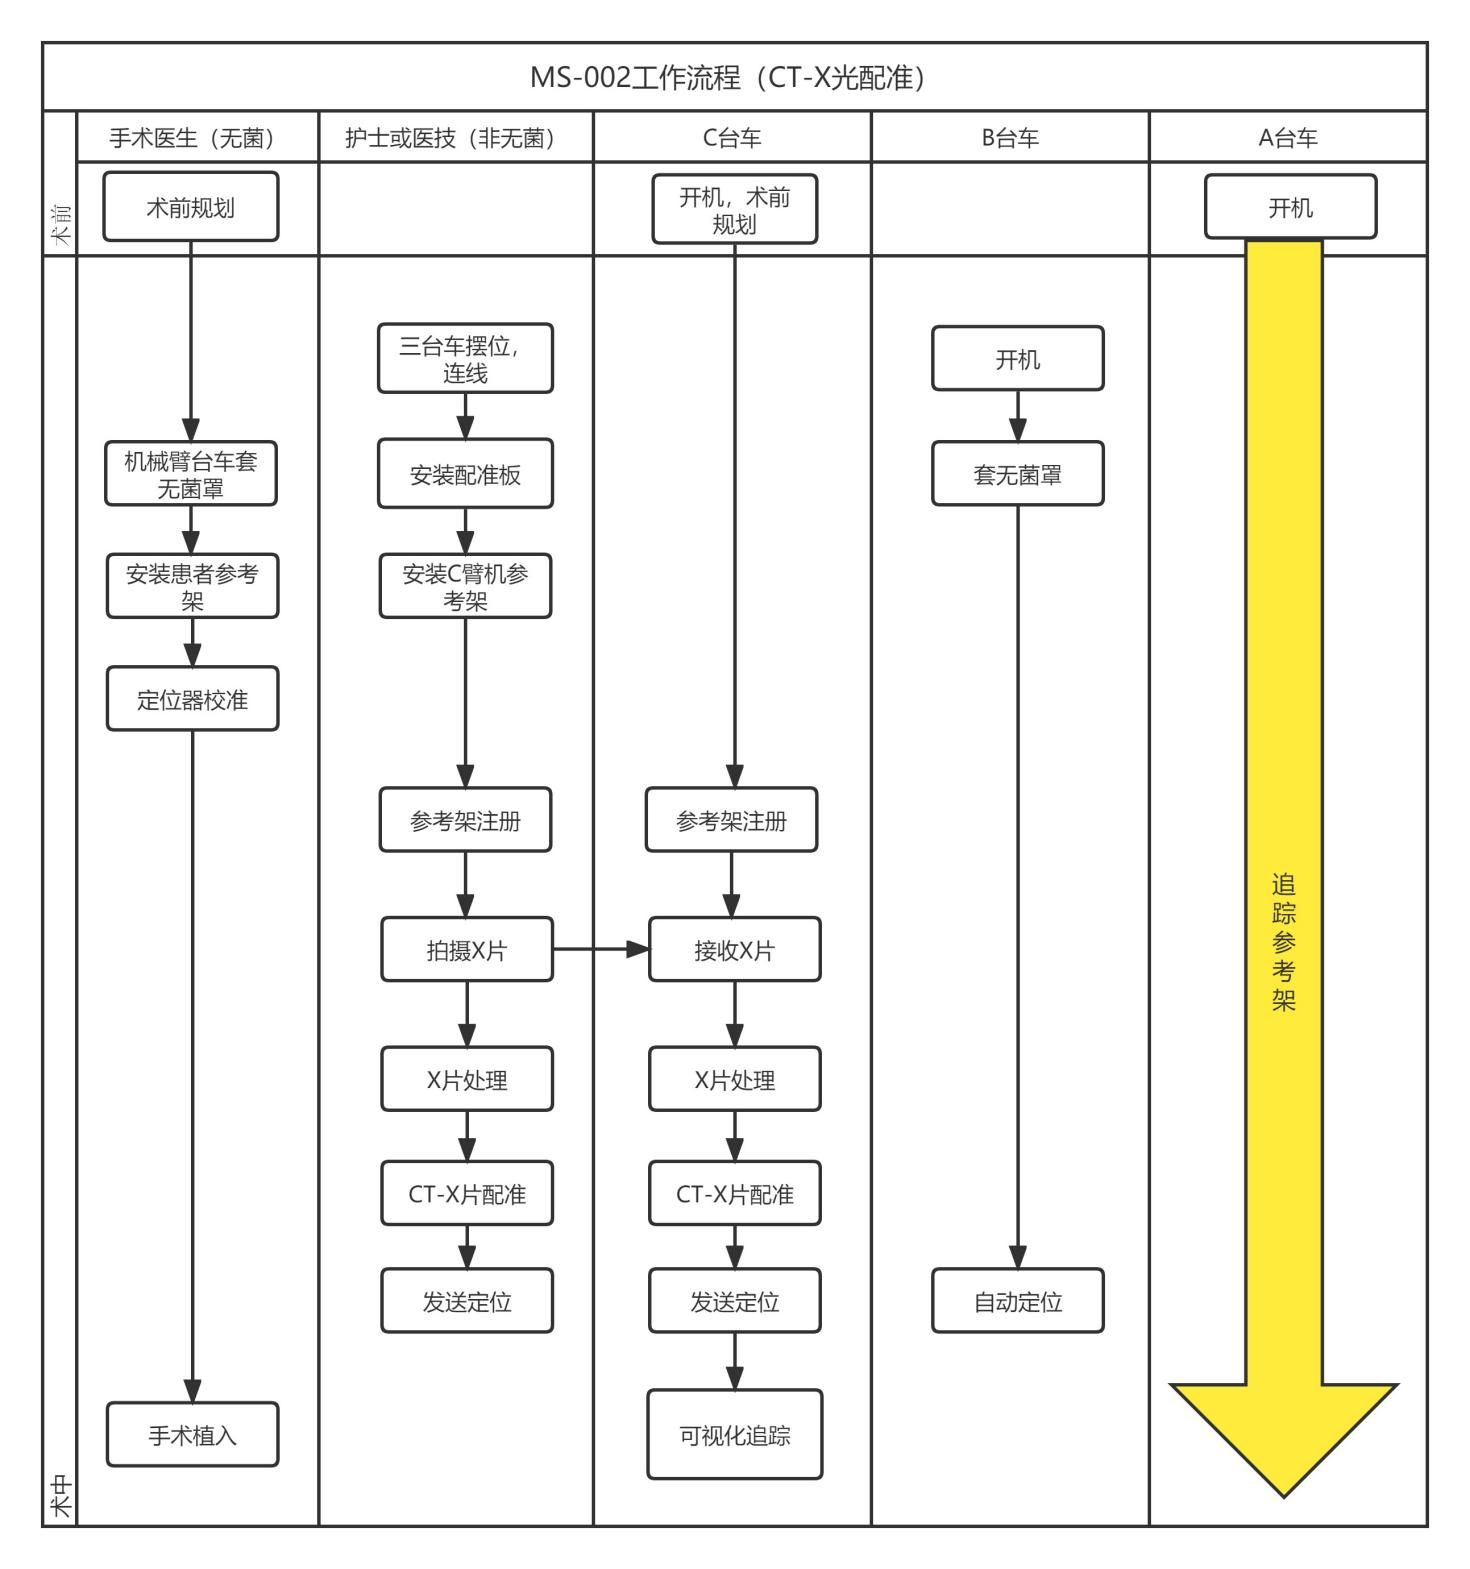 MS-002工作流程（CT-X光配准）
手术医生（无菌）
护士或医技（非无菌）
C台车
B台车
A台车
术前
术前规划
开机，术前
规划
开机
三台车摆位，
连线
开机
机械臂台车套
无菌罩
安装配准板
套无菌罩
安装患者参考
架
安装C臂机参
考架
定位器校准
参考架注册
参考架注册
追踪参考架
拍摄X片
接收X片
X片处理
X片处理
CT-X片配准
CT-X片配准
发送定位
发送定位
自动定位
手术植入
可视化追踪
术中